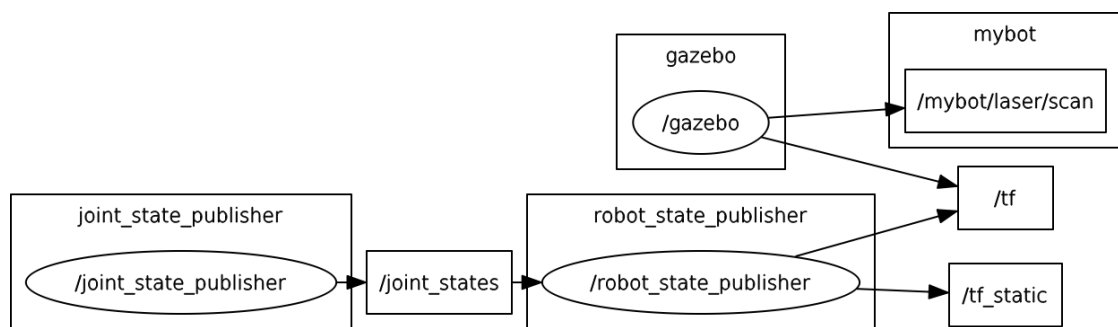 mybot
gazebo
/mybot/laser/scan
/gazebo
/tf
joint_state_publisher
robot_state_publisher
/joint_state_publisher
/joint_states
/robot_state_publisher
/tf_static